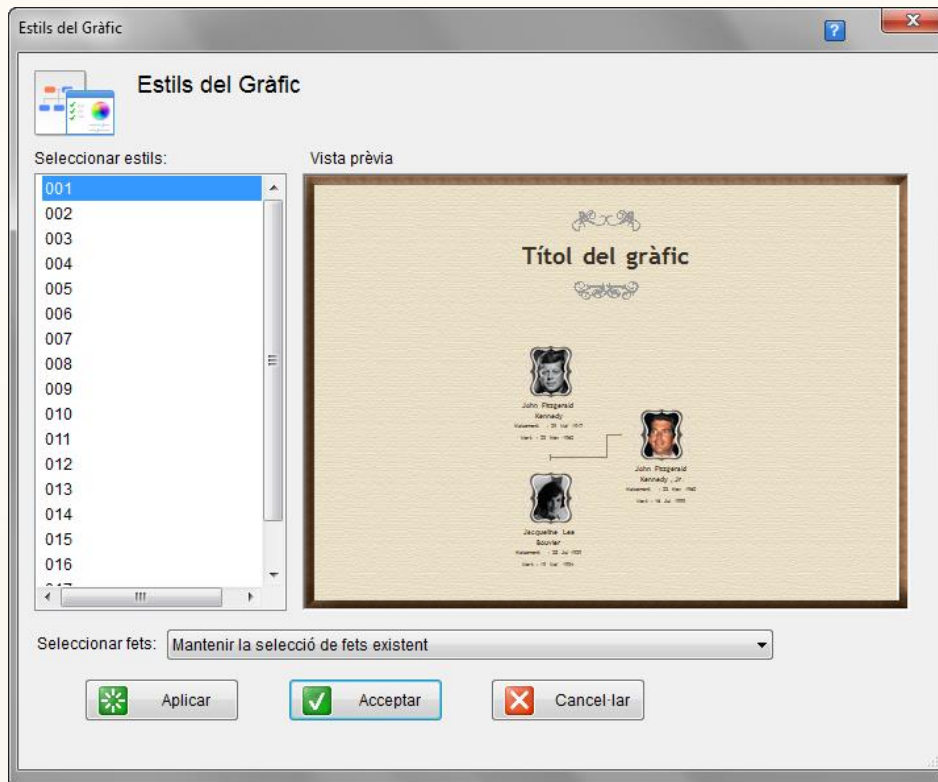 Estils del Gràfic
Estils del Gràfic
Seleccionar estils:
Vista prèvia
001
002
003
004
005
006
007
008
009
010
011
012
013
014
015
016
Títol del gràfic
John Fitzgerald
Kennedy
John Fitzgerald
Kennedy , Jr.
Jacqueline Lee
Bouvier
Seleccionar fets:
Mantenir la selecció de fets existent
Aplicar
Acceptar
Cancel·lar